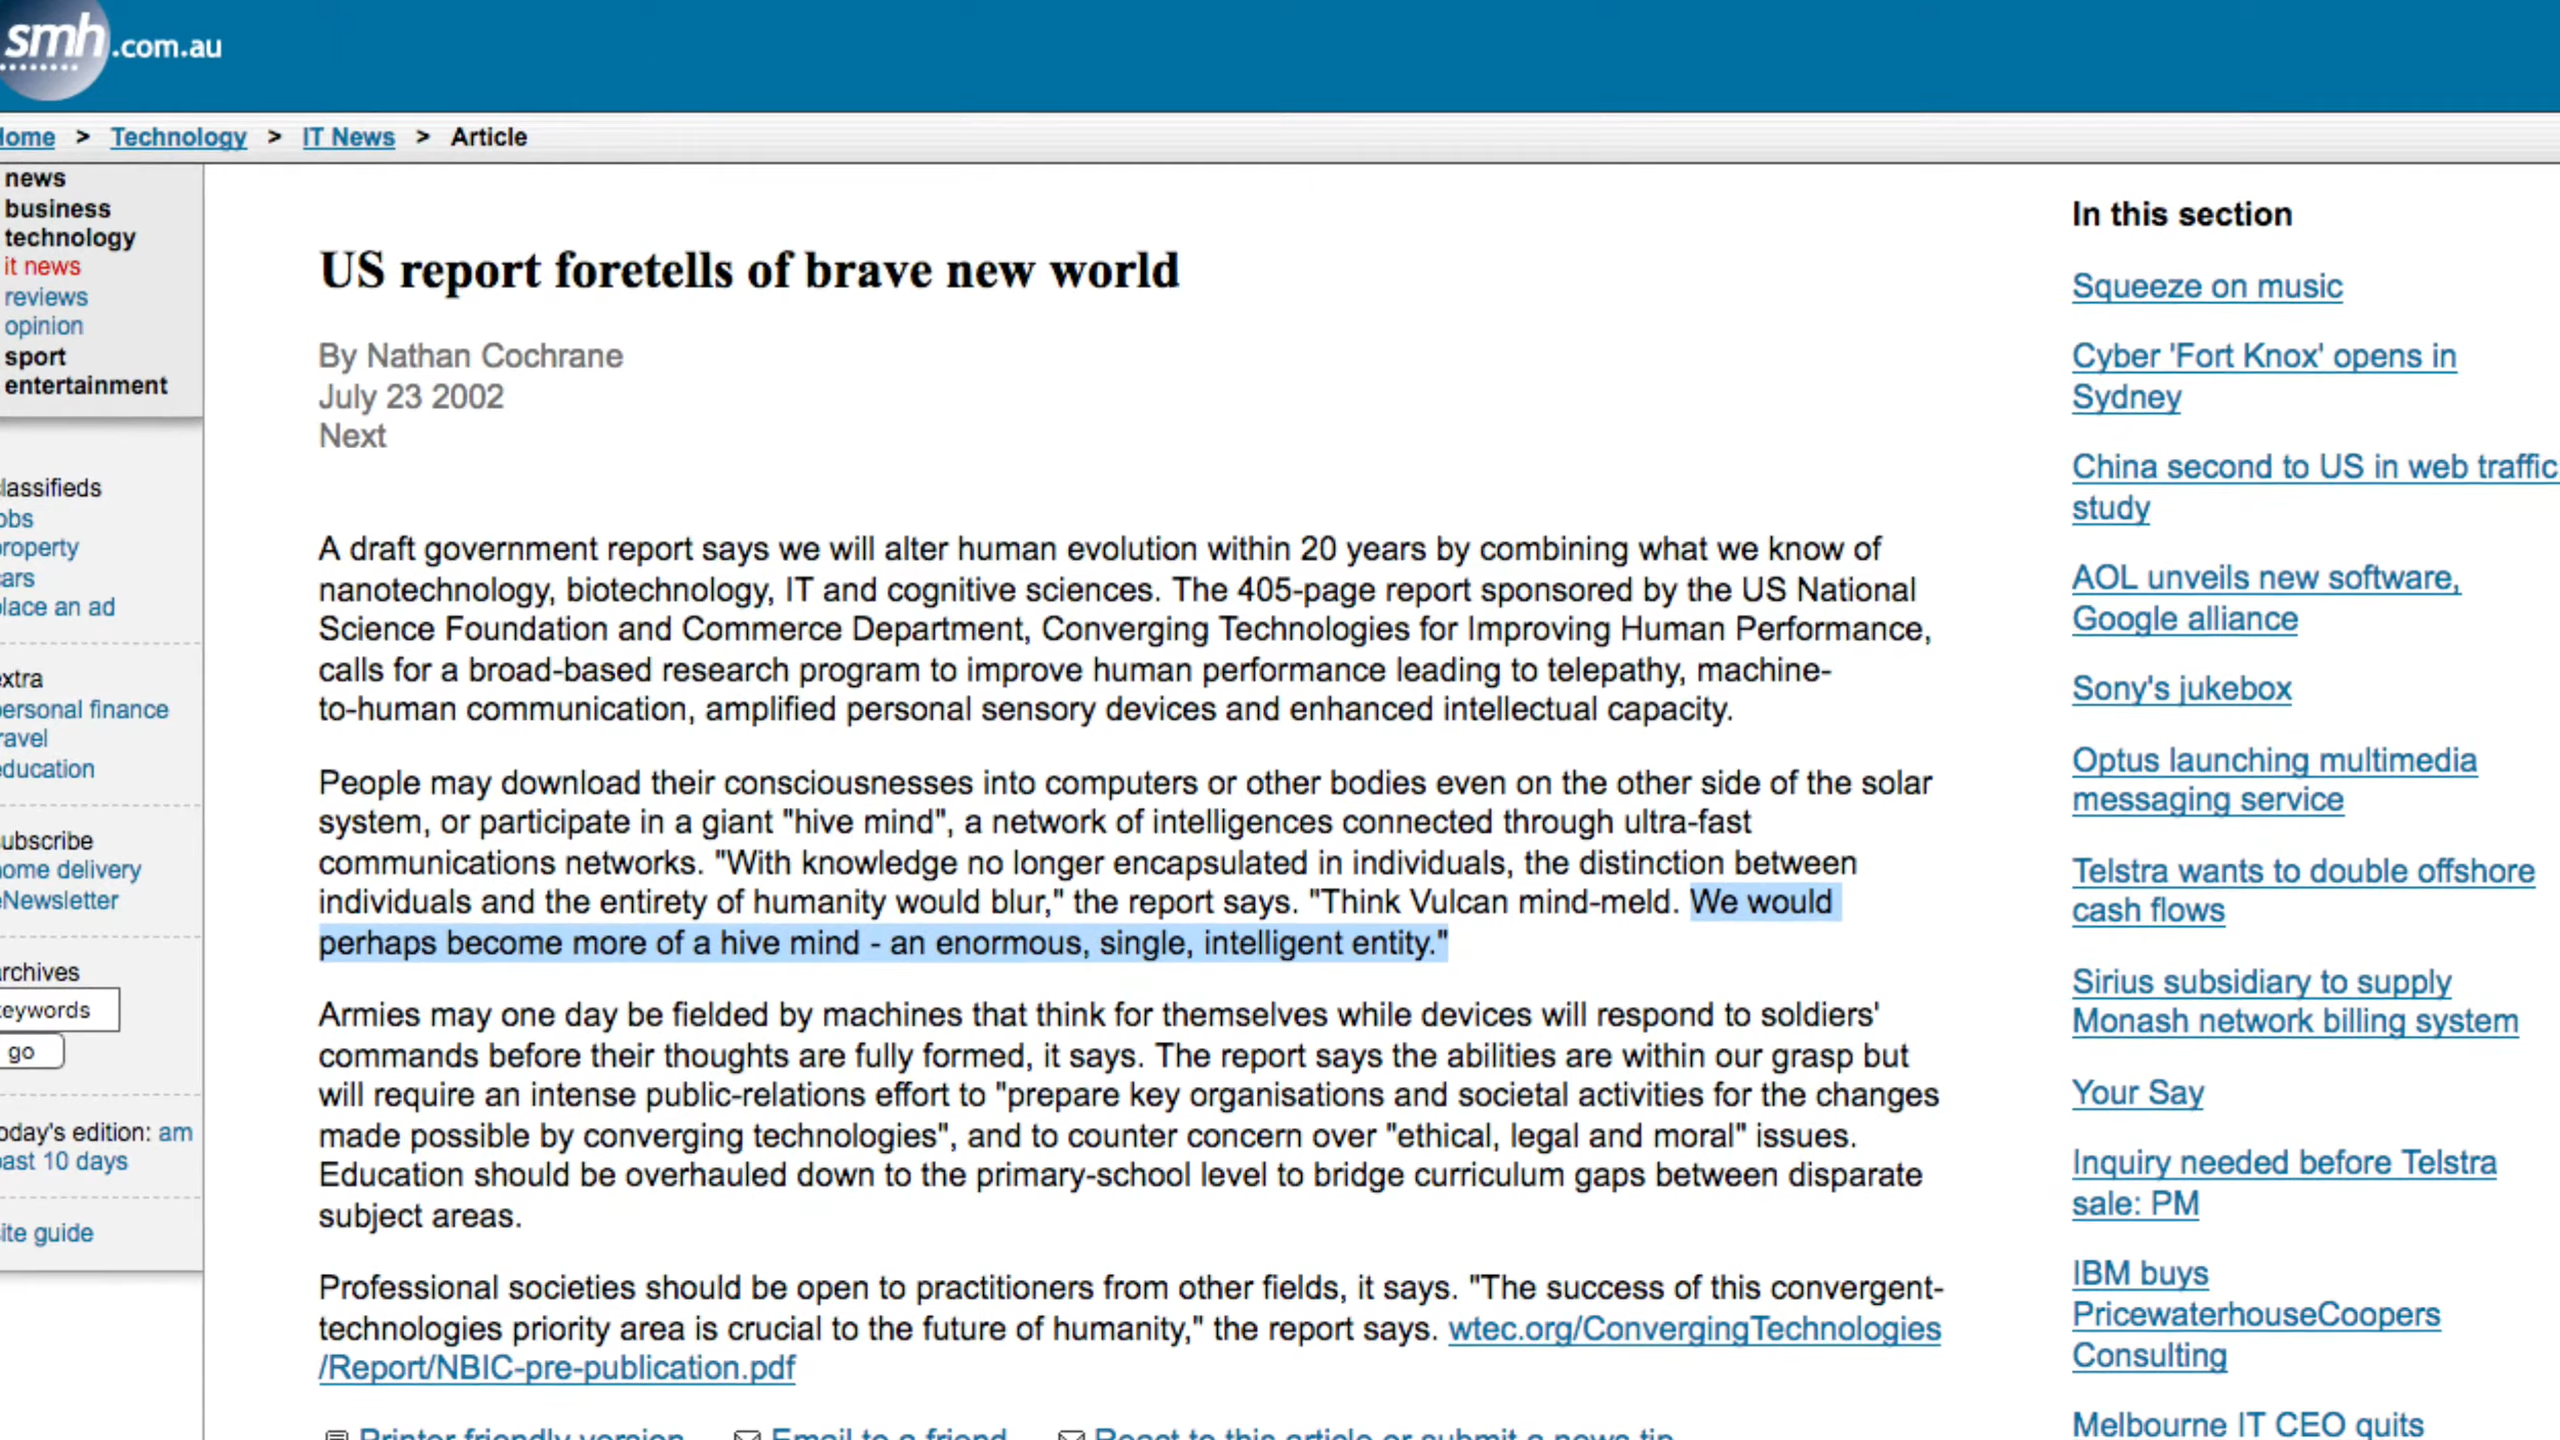 smh.com.au
Home > Technology > IT News > Article
news
business
technology
it news
reviews
opinion
sport
entertainment
classifieds
jobs
property
cars
place an ad
extra
personal finance
travel
education
subscribe
home delivery
eNewsletter
archives
keywords
go
today's edition: am
past 10 days
site guide
US report foretells of brave new world
By Nathan Cochrane
July 23 2002
Next
A draft government report says we will alter human evolution within 20 years by combining what we know of
nanotechnology, biotechnology, IT and cognitive sciences. The 405-page report sponsored by the US National
Science Foundation and Commerce Department, Converging Technologies for Improving Human Performance,
calls for a broad-based research program to improve human performance leading to telepathy, machine-
to-human communication, amplified personal sensory devices and enhanced intellectual capacity.
People may download their consciousnesses into computers or other bodies even on the other side of the solar
system, or participate in a giant "hive mind", a network of intelligences connected through ultra-fast
communications networks. "With knowledge no longer encapsulated in individuals, the distinction between
individuals and the entirety of humanity would blur," the report says. "Think Vulcan mind-meld. We would
perhaps become more of a hive mind - an enormous, single, intelligent entity."
Armies may one day be fielded by machines that think for themselves while devices will respond to soldiers'
commands before their thoughts are fully formed, it says. The report says the abilities are within our grasp but
will require an intense public-relations effort to "prepare key organisations and societal activities for the changes
made possible by converging technologies", and to counter concern over "ethical, legal and moral" issues.
Education should be overhauled down to the primary-school level to bridge curriculum gaps between disparate
subject areas.
Professional societies should be open to practitioners from other fields, it says. "The success of this convergent-
technologies priority area is crucial to the future of humanity," the report says. wtec.org/ConvergingTechnologies
/Report/NBIC-pre-publication.pdf
Printer friendly version Email to a friend React to this article or submit a news tip
In this section
Squeeze on music
Cyber 'Fort Knox' opens in
Sydney
China second to US in web traffic
study
AOL unveils new software,
Google alliance
Sony's jukebox
Optus launching multimedia
messaging service
Telstra wants to double offshore
cash flows
Sirius subsidiary to supply
Monash network billing system
Your Say
Inquiry needed before Telstra
sale: PM
IBM buys
PricewaterhouseCoopers
Consulting
Melbourne IT CEO quits